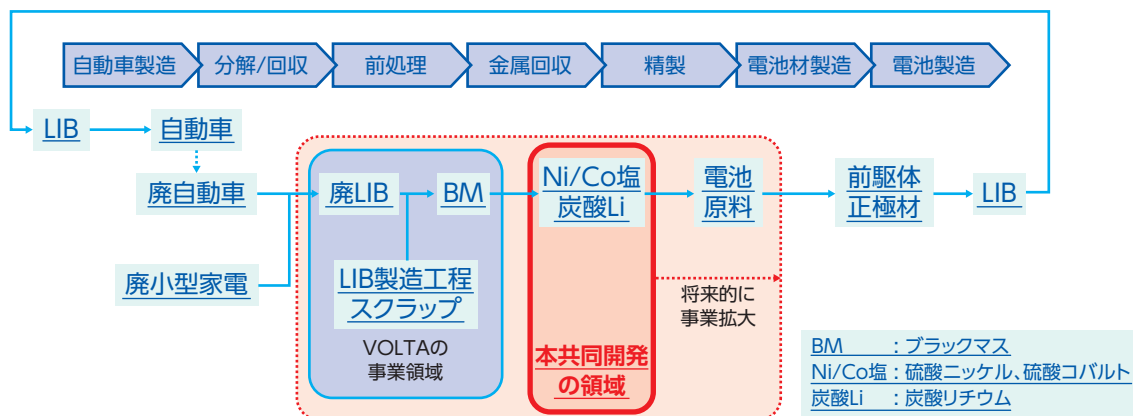 自動車製造
分解/回収
前処理
金属回収
精製
電池材製造
電池製造
LIB
自動車
廃自動車
廃小型家電
廃LIB
BM
LIB製造工程
スクラップ
VOLTAの
事業領域
Ni/Co塩
炭酸Li
本共同開発
の領域
電池
原料
将来的に
事業拡大
前駆体
正極材
LIB
BM :ブラックマス
Ni/Co塩:硫酸ニッケル、硫酸コバルト
炭酸Li :炭酸リチウム